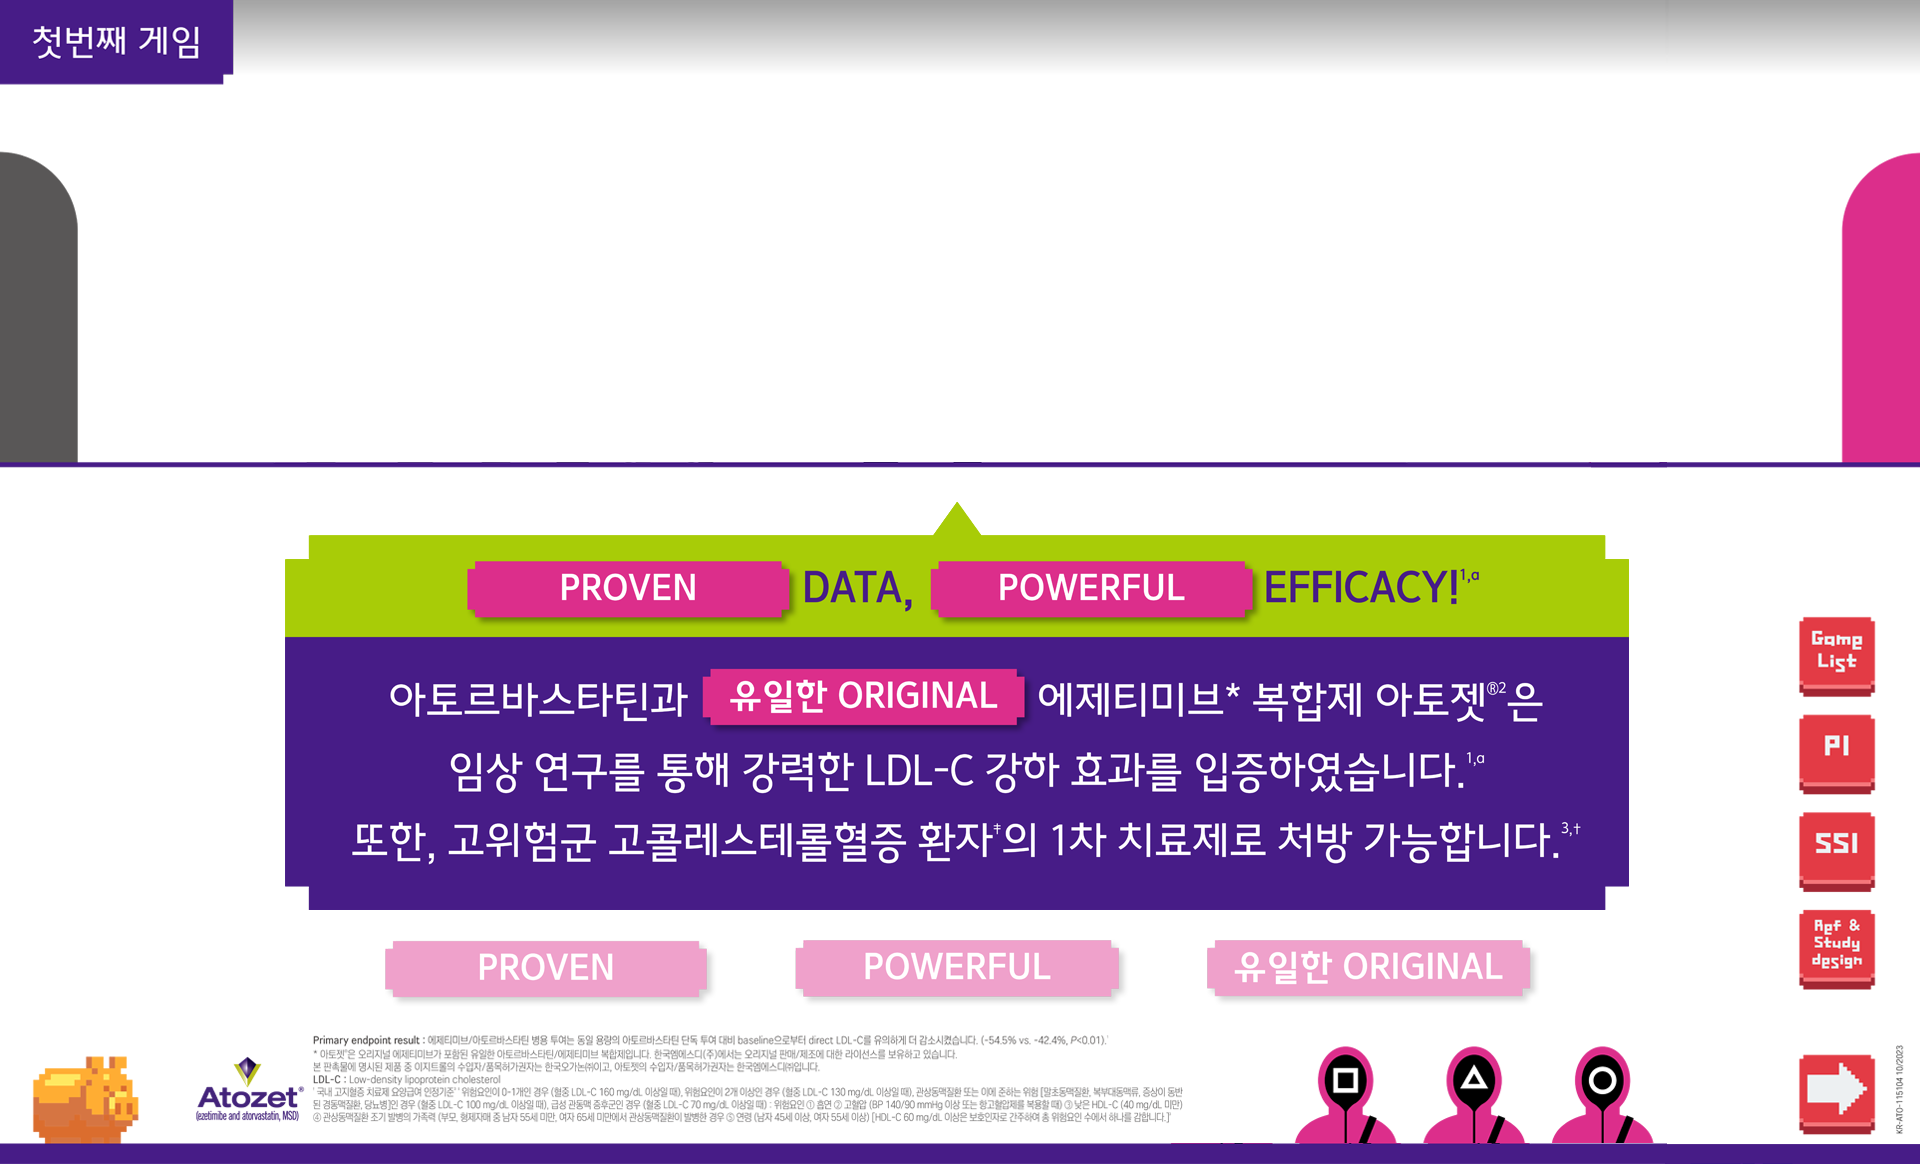 첫번째 게임
PROVEN DATA, POWERFUL EFFICACY!1,α
아토르바스타틴과 유일한 ORIGINAL 에제티미브* 복합제 아토젯®2은
임상 연구를 통해 강력한 LDL-C 강하 효과를 입증하였습니다.1,α
또한, 고위험군 고콜레스테롤혈증 환자‡의 1차 치료제로 처방 가능합니다.3,†
PROVEN
POWERFUL
유일한 ORIGINAL
Game
List
PI
SSI
Ref &
Study
design
Primary endpoint result : 에제티미브/아토르바스타틴 병용 투여는 동일 용량의 아토르바스타틴 단독 투여 대비 baseline으로부터 direct LDL-C를 유의하게 더 감소시켰습니다. (-54.5% vs. -42.4%, P<0.01).1
* 아토젯®은 오리지널 에제티미브가 포함된 유일한 아토르바스타틴/에제티미브 복합제입니다. 한국엠에스디(주)에서는 오리지널 판매/제조에 대한 라이선스를 보유하고 있습니다.
본 판촉물에 명시된 제품 중 이지트롤의 수입자/품목허가권자는 한국오가논㈜이고, 아토젯의 수입자/품목허가권자는 한국엠에스디㈜입니다.
LDL-C : Low-density lipoprotein cholesterol
국내 고지혈증 치료제 요양급여 인정기준 위험요인이 0-1개인 경우 (혈중 LDL-C 160 mg/dL 이상일 때), 위험요인이 2개 이상인 경우 (혈중 LDL-C 130 mg/dL 이상일 때), 관상동맥질환 또는 이에 준하는 위험 [말초동맥질환, 복부대동맥류, 증상이 동반
된 경동맥질환, 당뇨병]인 경우 (혈중 LDL-C 100 mg/dL 이상일 때), 급성 관동맥 증후군인 경우 (혈중 LDL-C 70 mg/dL 이상일 때) : 위험요인 ① 흡연 ② 고혈압 (BP 140/90 mmHg 이상 또는 항고혈압제를 복용할 때) ③ 낮은 HDL-C (40 mg/dL 미만)
④ 관상동맥질환 조기 발병의 가족력 (부모, 형제자매 중 남자 55세 미만, 여자 65세 미만에서 관상동맥질환이 발병한 경우 ⑤ 연령 (남자 45세 이상, 여자 55세 이상) [HDL-C 60 mg/dL 이상은 보호인자로 간주하여 총 위험요인 수에서 하나를 감합니다.]
Atozet®
(ezetimibe and atorvastatin, MSD)
KR-ATO-115104 10/2023